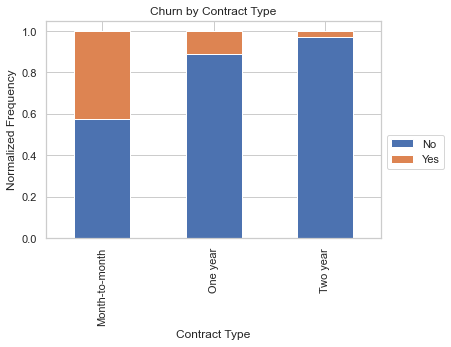 Churn by Contract Type
Normalized Frequency
1.0
0.8
0.6
0.4
0.2
0.0
Month-to-month
One year
Two year
Contract Type
No
Yes